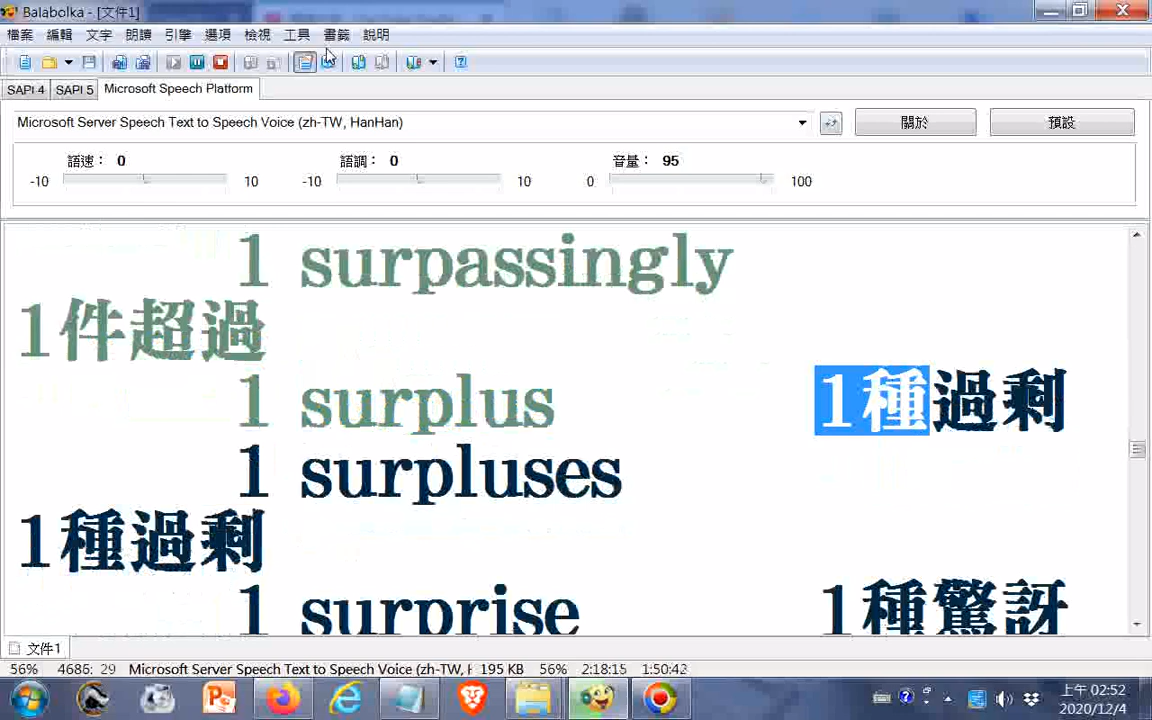 Balabolka - [文件1]
檔案 編輯 文字 朗讀 引擎 選項 檢視 工具 書籤 說明
SAPI 4 SAPI 5 Microsoft Speech Platform
Microsoft Server Speech Text to Speech Voice (zh-TW, HanHan) 關於 預設
語速： 0 語調： 0 音量： 95
-10 10 -10 10 0 100
1 surpassingly
1件超過
1 surplus 1種過剩
1 surpluses
1種過剩
1 surprise 1種驚訝
文件1
56% 4686: 29 Microsoft Server Speech Text to Speech Voice (zh-TW, H 195 KB 56% 2:18:15 1:50:42
上午 02:52
2020/12/4